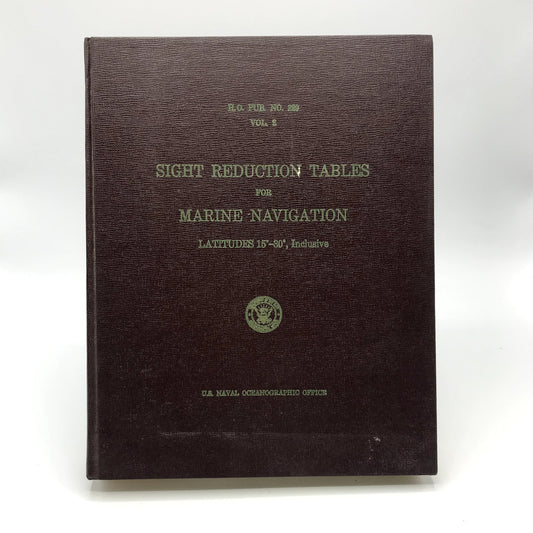 H.O. PUB. NO. 229
VOL. 2
SIGHT REDUCTION TABLES
FOR
MARINE NAVIGATION
LATITUDES 15°–30°, Inclusive
U.S. NAVAL OCEANOGRAPHIC OFFICE